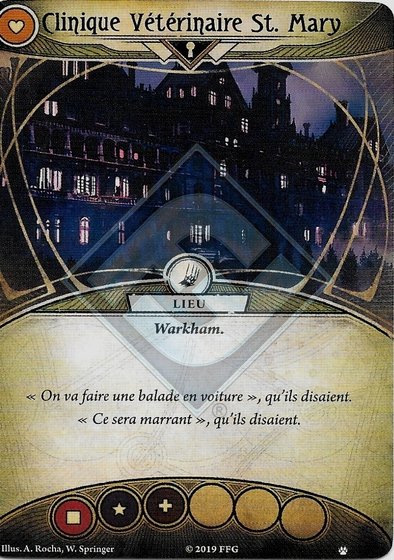 Clinique Vétérinaire St. Mary
LIEU
Warkham.
« On va faire une balade en voiture », qu'ils disaient.
« Ce sera marrant », qu'ils disaient.
Illus. A. Rocha, W. Springer
© 2019 FFG